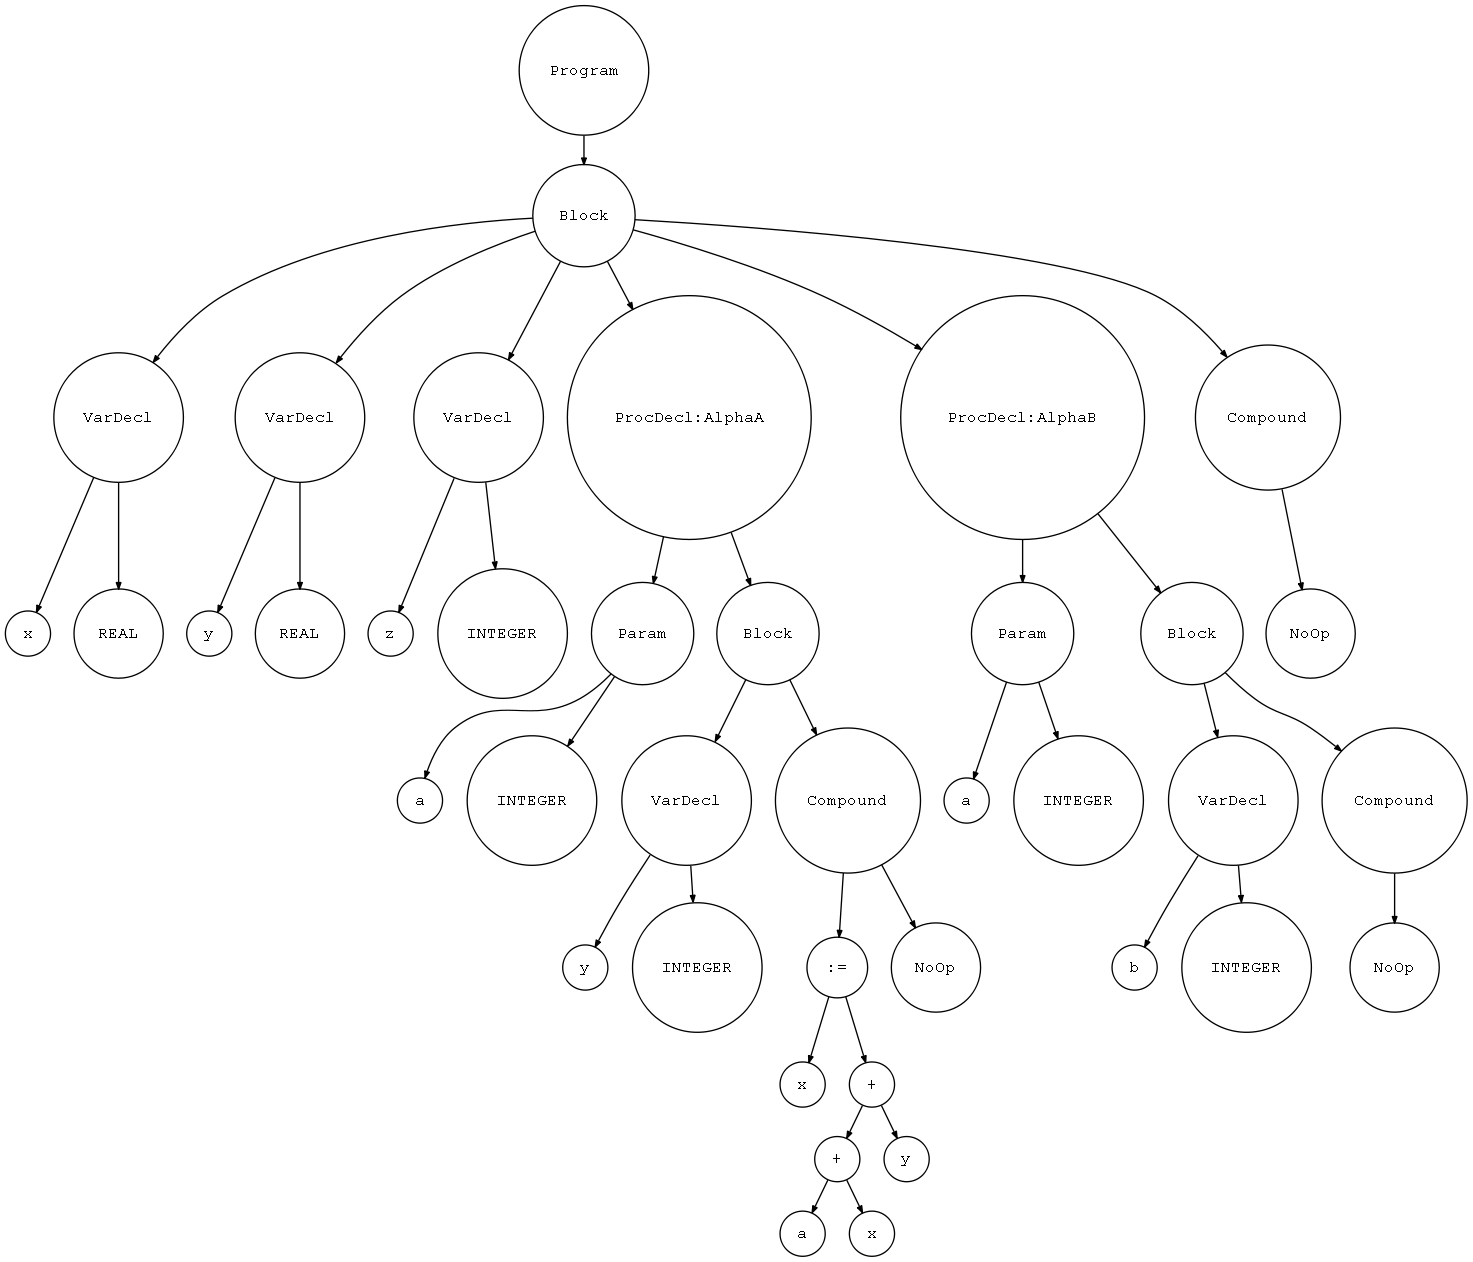 Program
Block
VarDecl
VarDecl
VarDecl
ProcDecl:AlphaA
ProcDecl:AlphaB
Compound
x
REAL
y
REAL
z
INTEGER
Param
Block
Param
Block
NoOp
a
INTEGER
VarDecl
Compound
a
INTEGER
VarDecl
Compound
y
INTEGER
:=
NoOp
b
INTEGER
NoOp
x
+
+
y
a
x